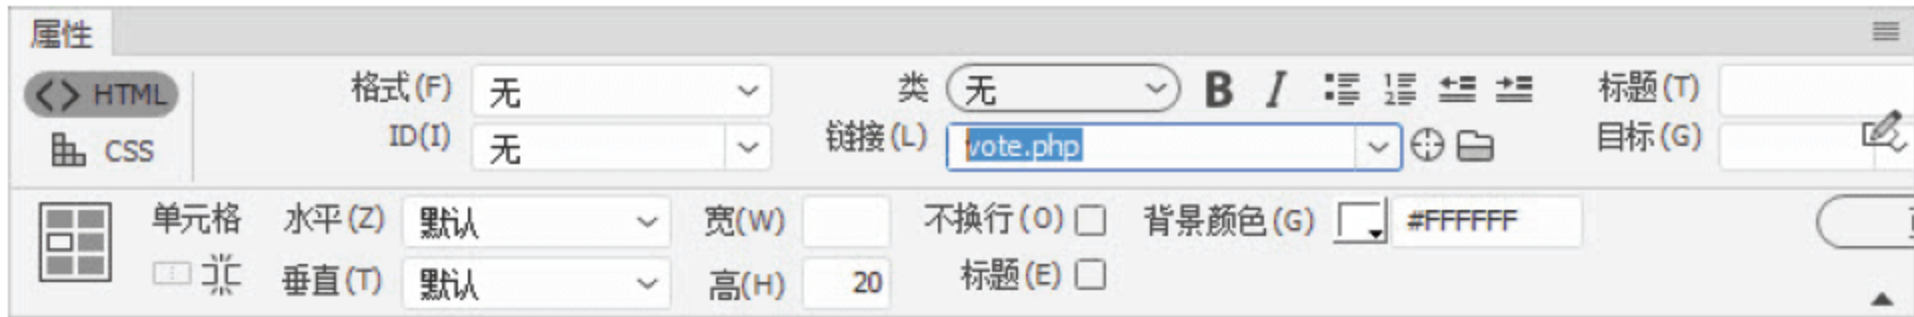 属性
HTML 格式(F) 无 类 无 B I 标题(T)
CSS ID(I) 无 链接(L) vote.php 目标(G)
单元格 水平(Z) 默认 宽(W) 不换行(O) 背景颜色(G) #FFFFFF
垂直(T) 默认 高(H) 20 标题(E)